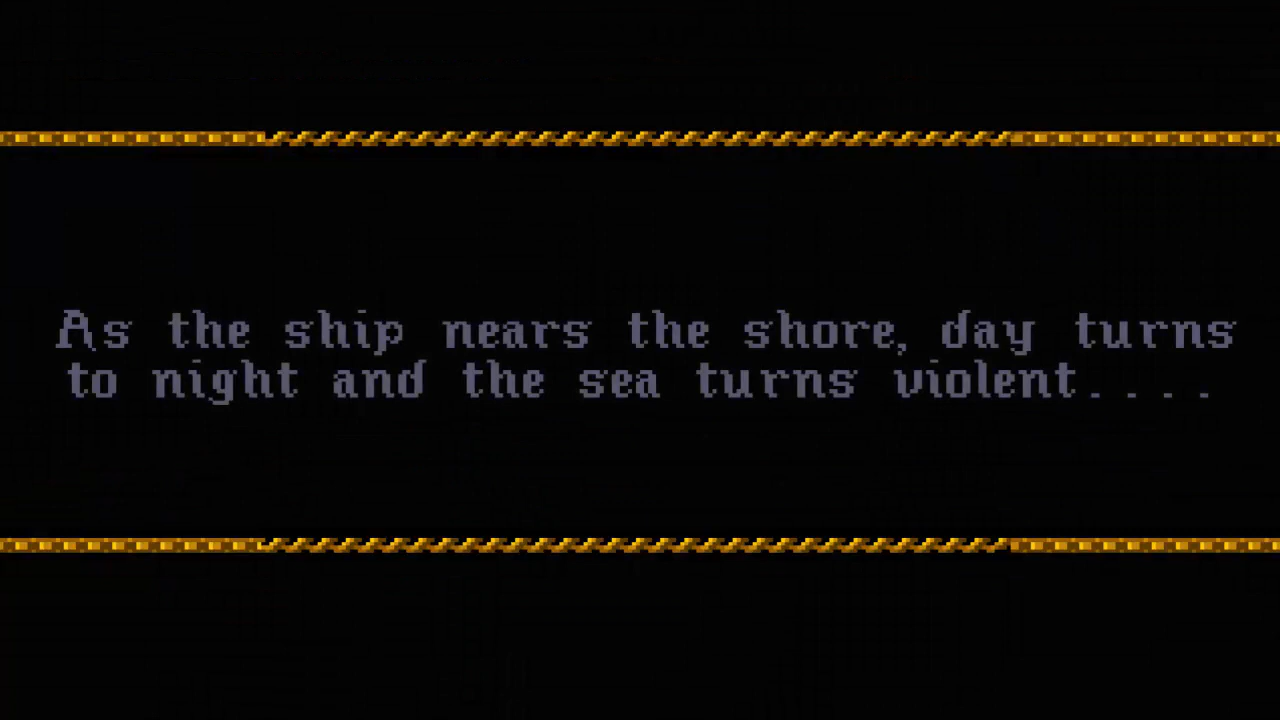 As the ship nears the shore, day turns
to night and the sea turns violent....